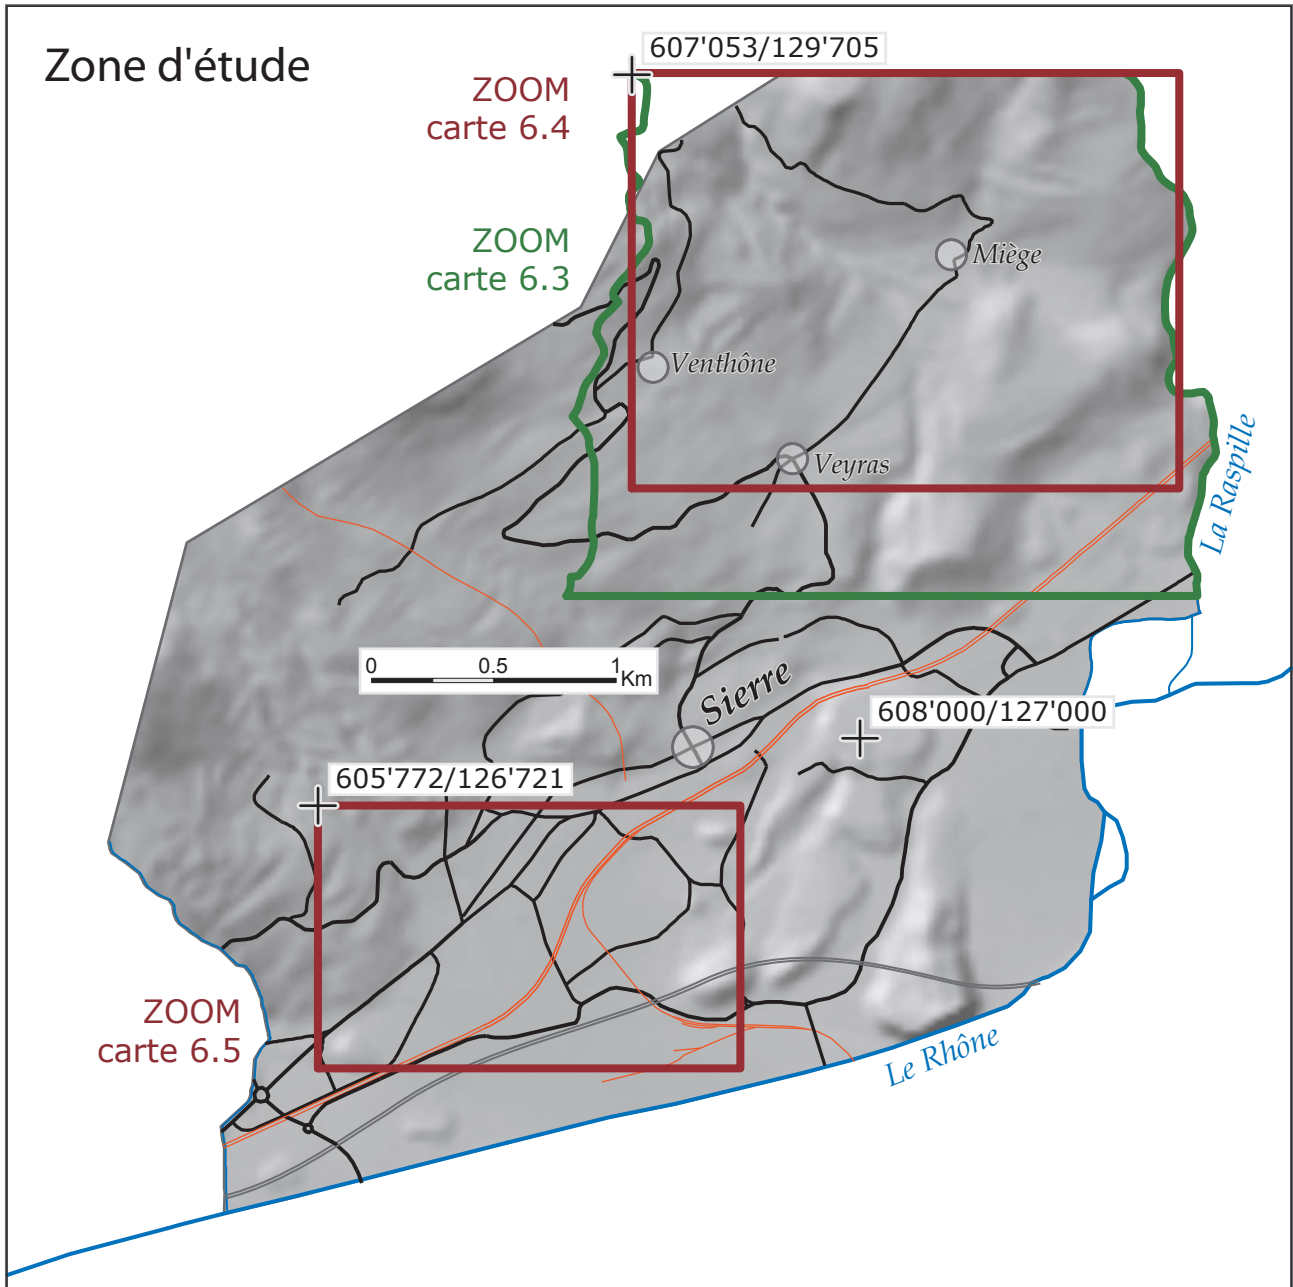 Zone d'étude
607'053/129'705
ZOOM
carte 6.4
ZOOM
carte 6.3
Miège
Venthône
Veyras
La Raspille
0 0.5 1 Km
Sierre
608'000/127'000
605'772/126'721
ZOOM
carte 6.5
Le Rhône